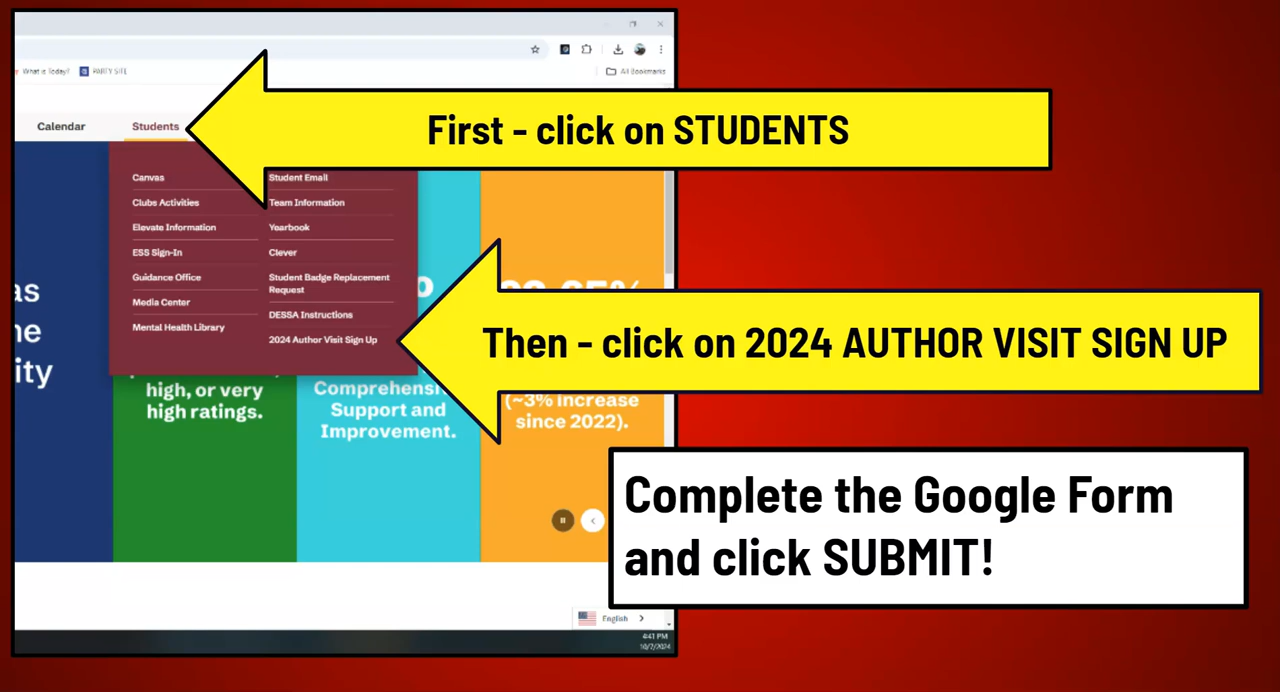 What is Today?
PARTY SITE
All Bookmarks
Calendar
Students
First - click on STUDENTS
Canvas
Student Email
Clubs Activities
Team Information
Elevate Information
Yearbook
ESS Sign-In
Clever
Guidance Office
Student Badge Replacement
Request
Media Center
DESSA Instructions
Mental Health Library
2024 Author Visit Sign Up
Then - click on 2024 AUTHOR VISIT SIGN UP
as
ity
high, or very
high ratings.
Support and
Improvement.
(~3% increase
since 2022).
Complete the Google Form
and click SUBMIT!
English
4:41 PM
10/7/2024